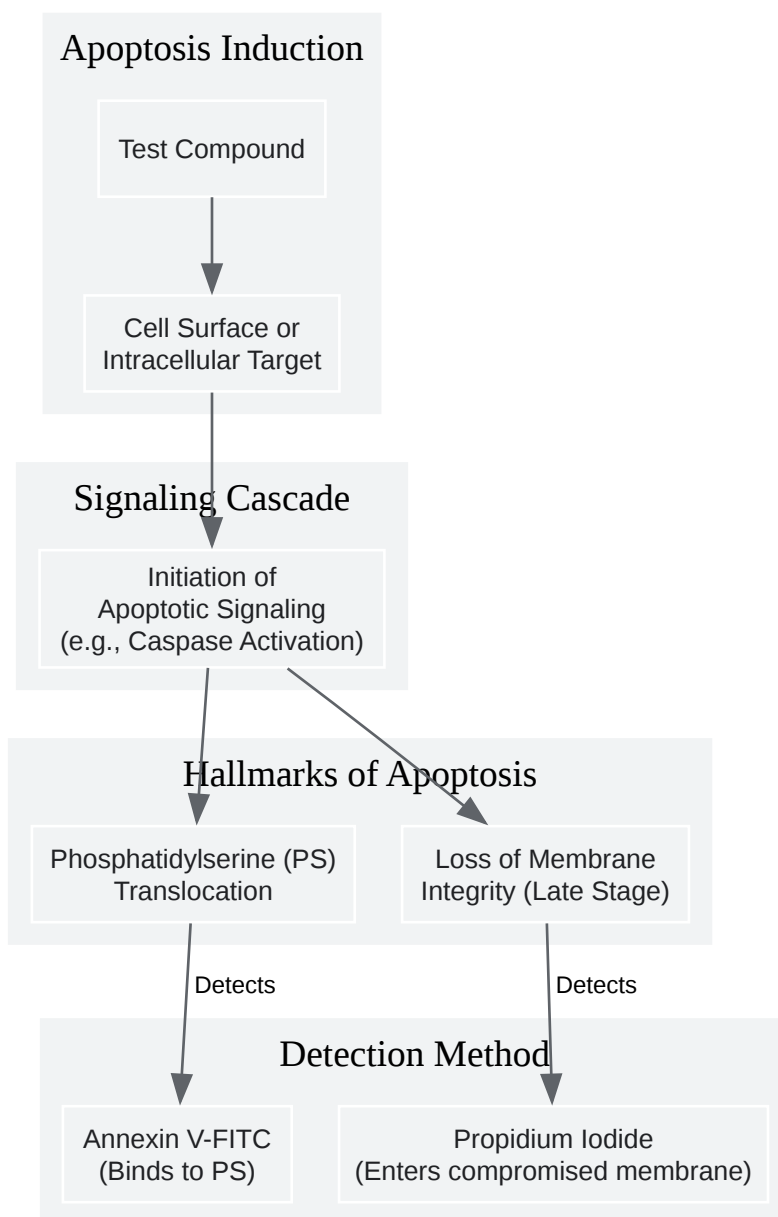 Apoptosis Induction
Test Compound
Cell Surface or
Intracellular Target
Signaling Cascade
Initiation of
Apoptotic Signaling
(e.g., Caspase Activation)
Hallmarks of Apoptosis
Phosphatidylserine (PS)
Translocation
Loss of Membrane
Integrity (Late Stage)
Detects
Detects
Detection Method
Annexin V-FITC
(Binds to PS)
Propidium Iodide
(Enters compromised membrane)